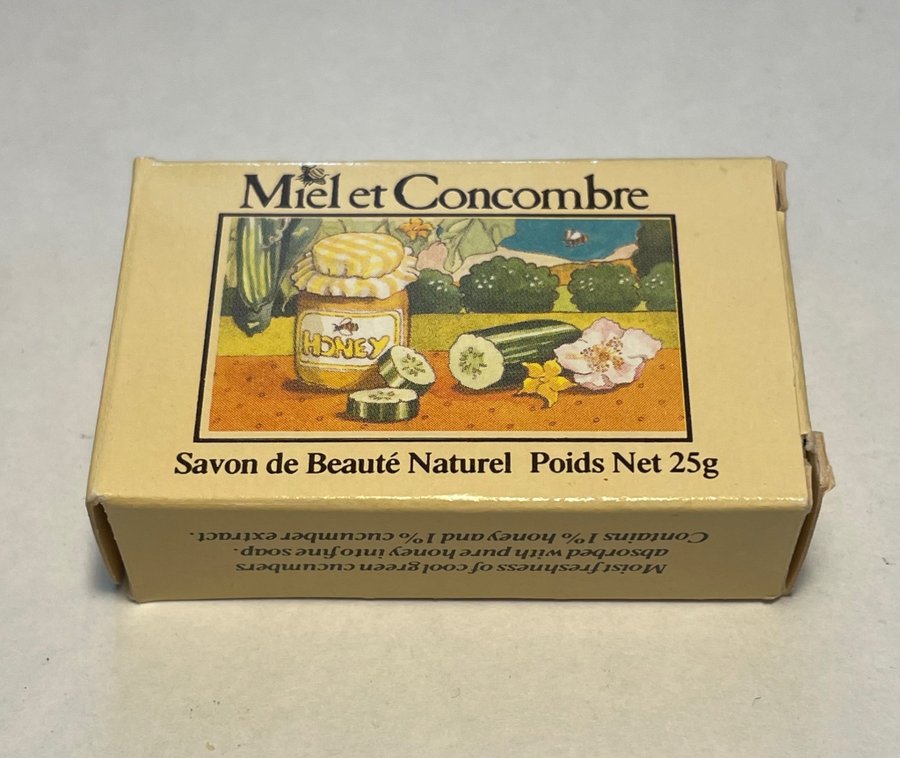 Miel et Concombre
HONEY
Savon de Beauté Naturel Poids Net 25g
Moist freshness of cool green cucumbers
absorbed with pure honey into fine soap.
Contains 1% honey and 1% cucumber extract.